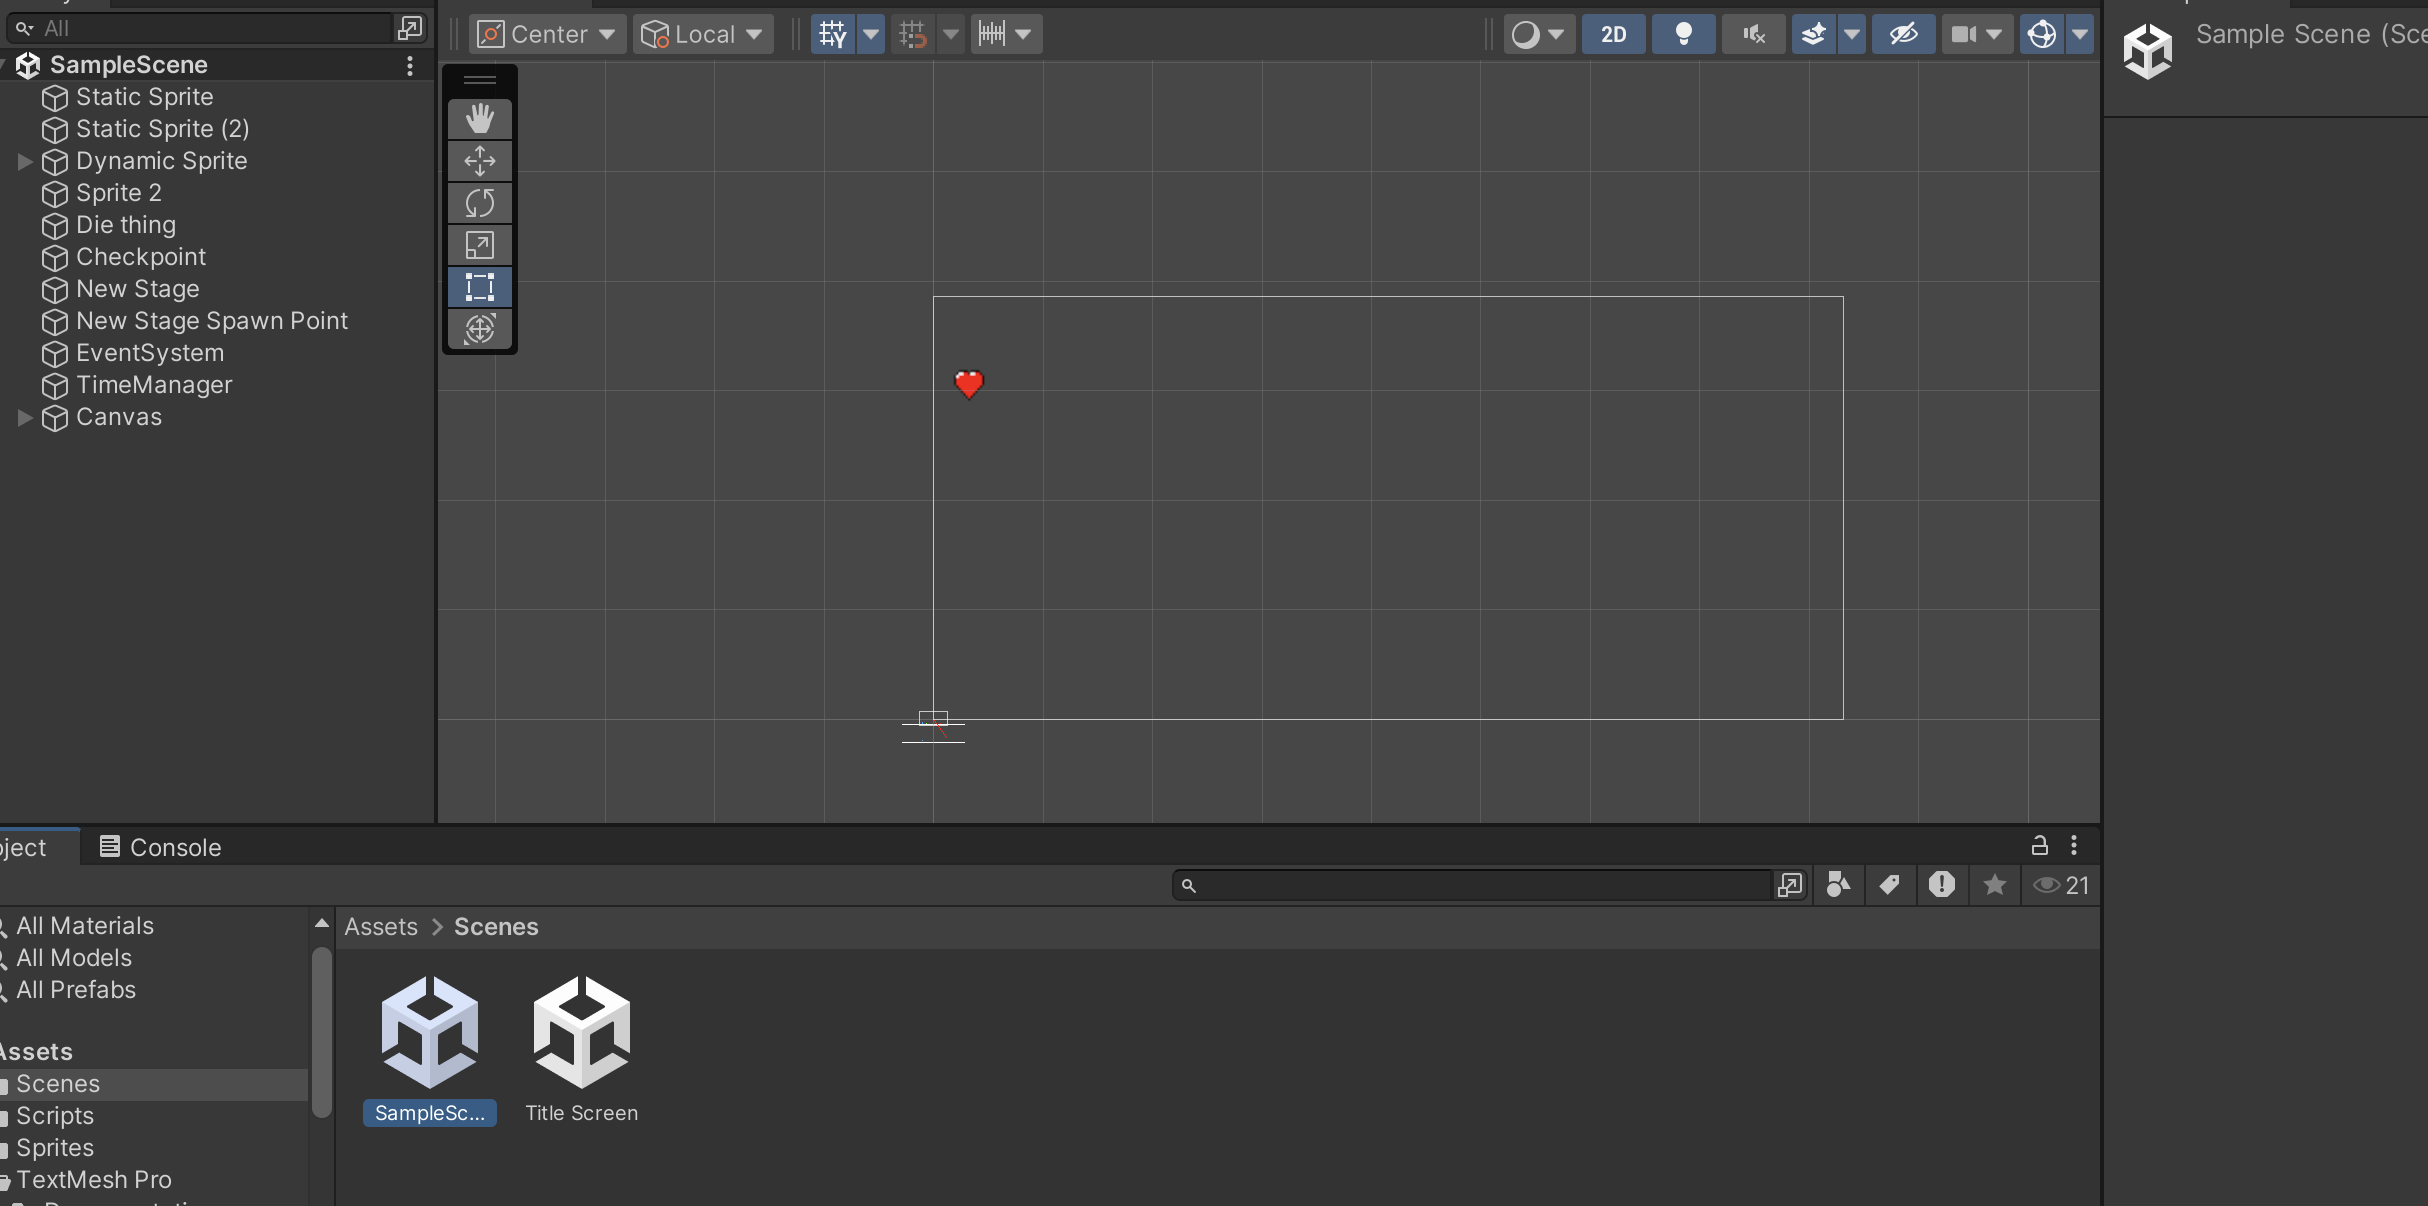 All
Center
Local
2D
Sample Scene (Sce
SampleScene
Static Sprite
Static Sprite (2)
Dynamic Sprite
Sprite 2
Die thing
Checkpoint
New Stage
New Stage Spawn Point
EventSystem
TimeManager
Canvas
ject
Console
21
All Materials
All Models
All Prefabs
Assets
Scenes
Scripts
Sprites
TextMesh Pro
Assets > Scenes
SampleSc...
Title Screen